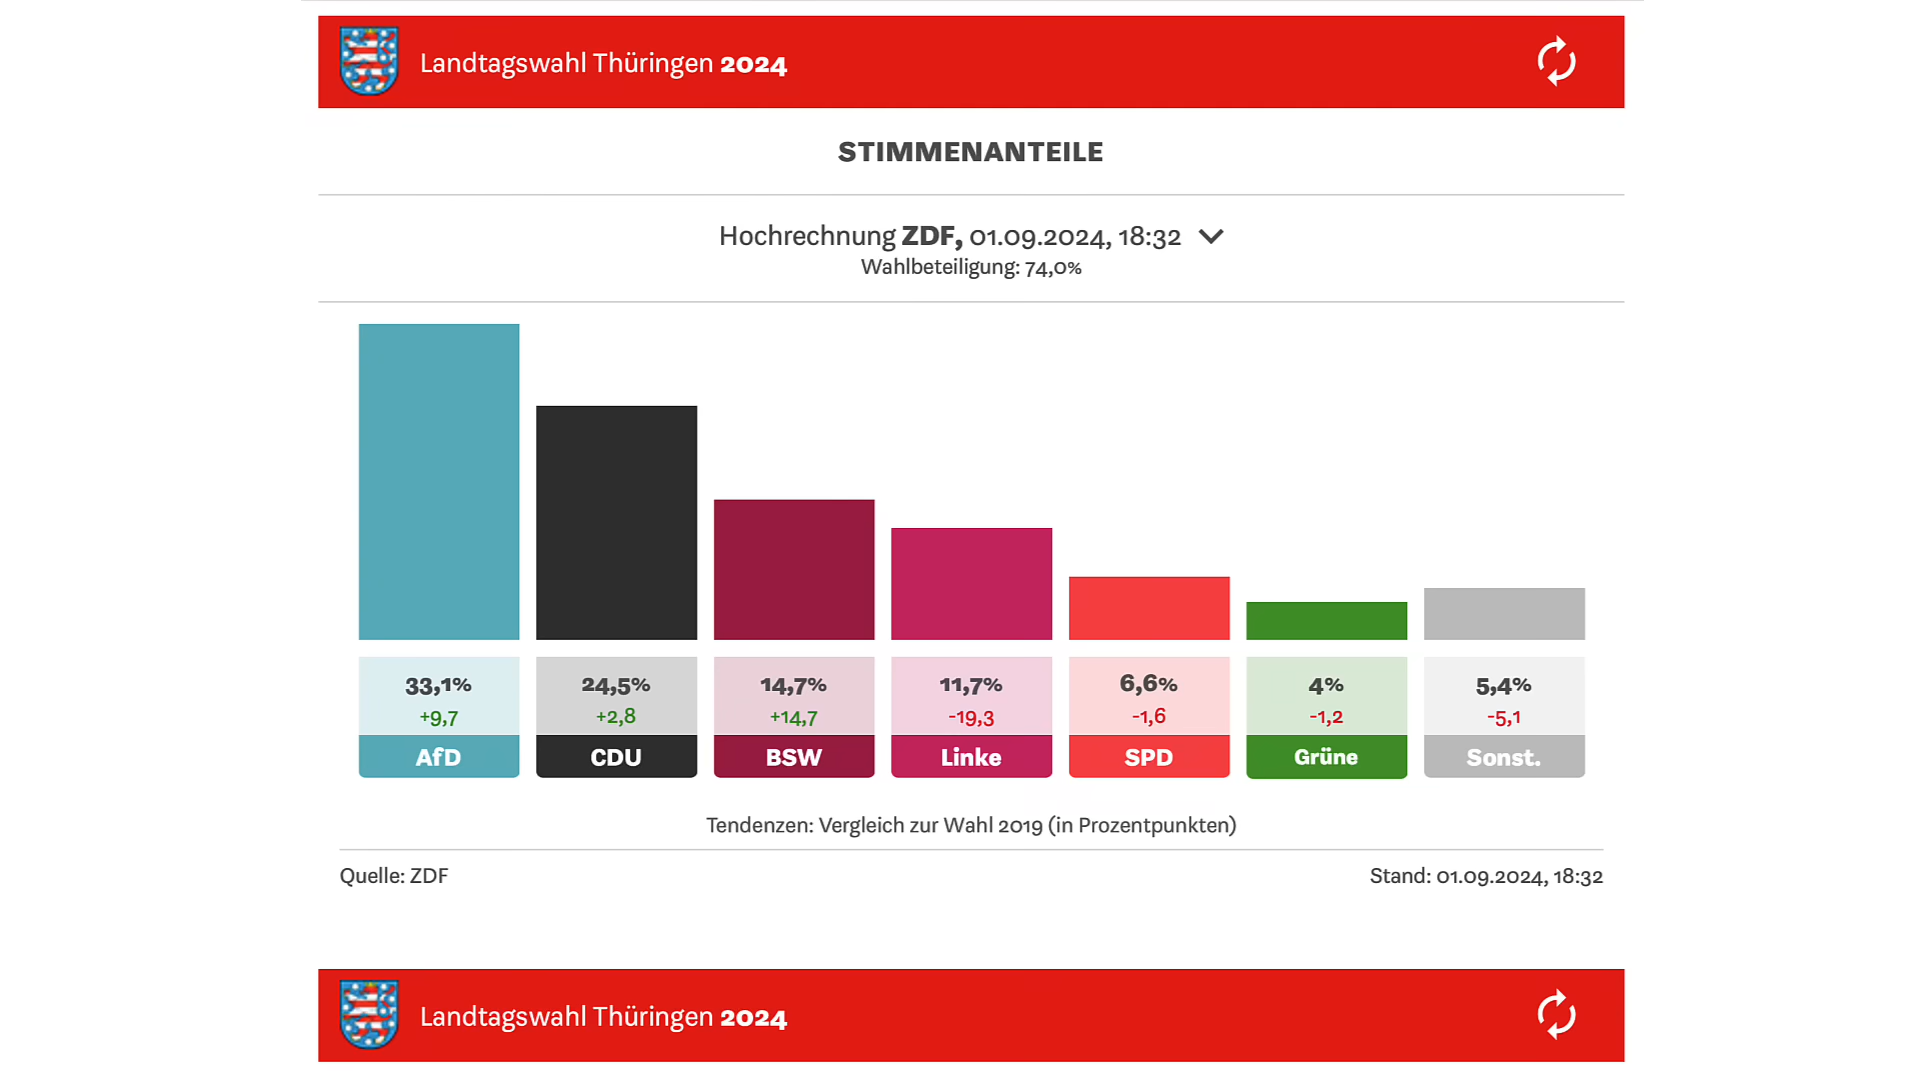 Landtagswahl Thüringen 2024
STIMMENANTEILE
Hochrechnung ZDF, 01.09.2024, 18:32
Wahlbeteiligung: 74,0%
33,1% 24,5% 14,7% 11,7% 6,6% 4% 5,4%
+9,7 +2,8 +14,7 -19,3 -1,6 -1,2 -5,1
AfD CDU BSW Linke SPD Grüne Sonst.
Tendenzen: Vergleich zur Wahl 2019 (in Prozentpunkten)
Quelle: ZDF Stand: 01.09.2024, 18:32
Landtagswahl Thüringen 2024